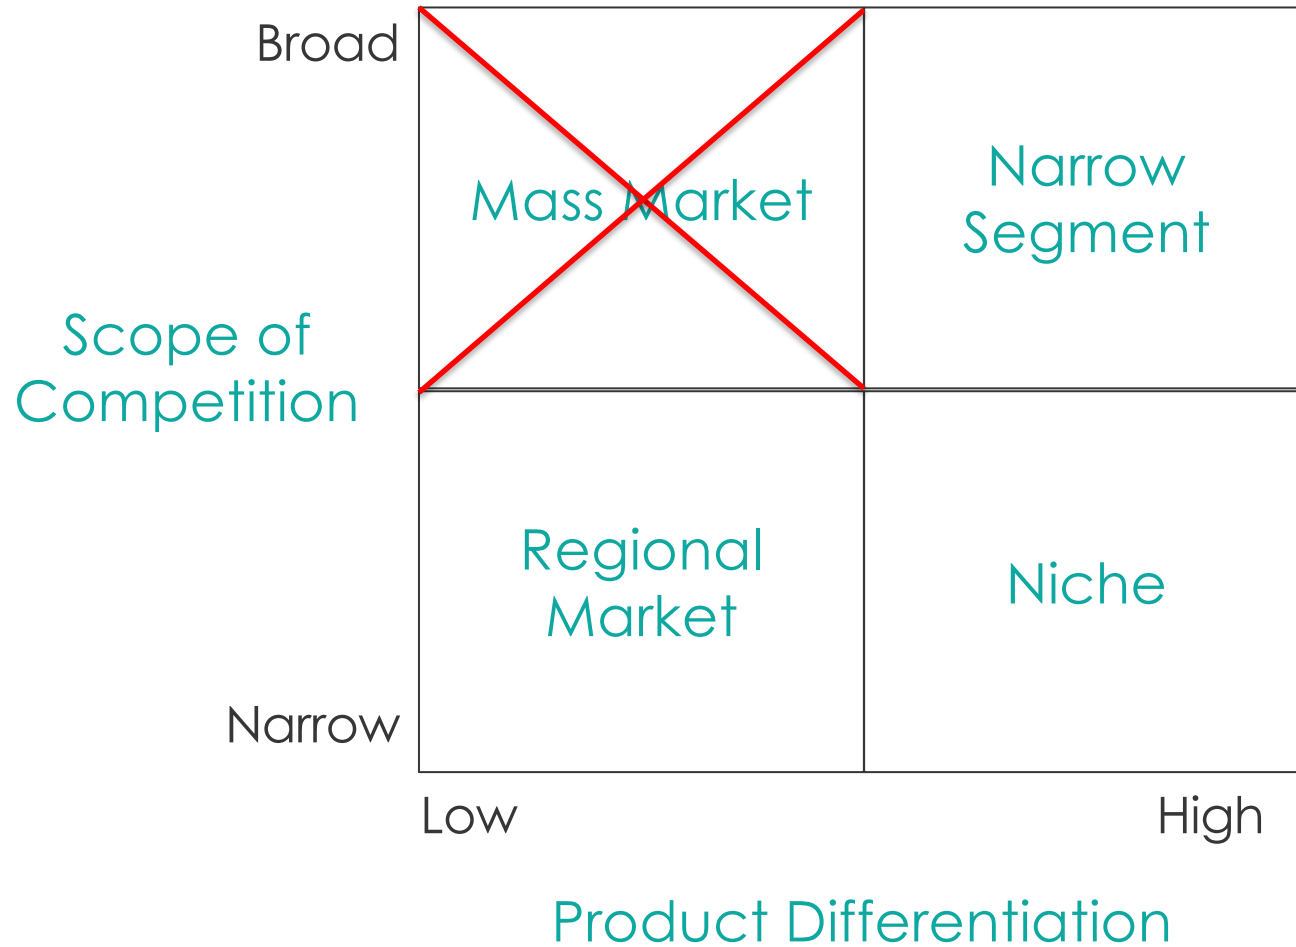 Broad
Mass Market
Narrow
Segment
Scope of
Competition
Regional
Market
Niche
Narrow
Low
High
Product Differentiation